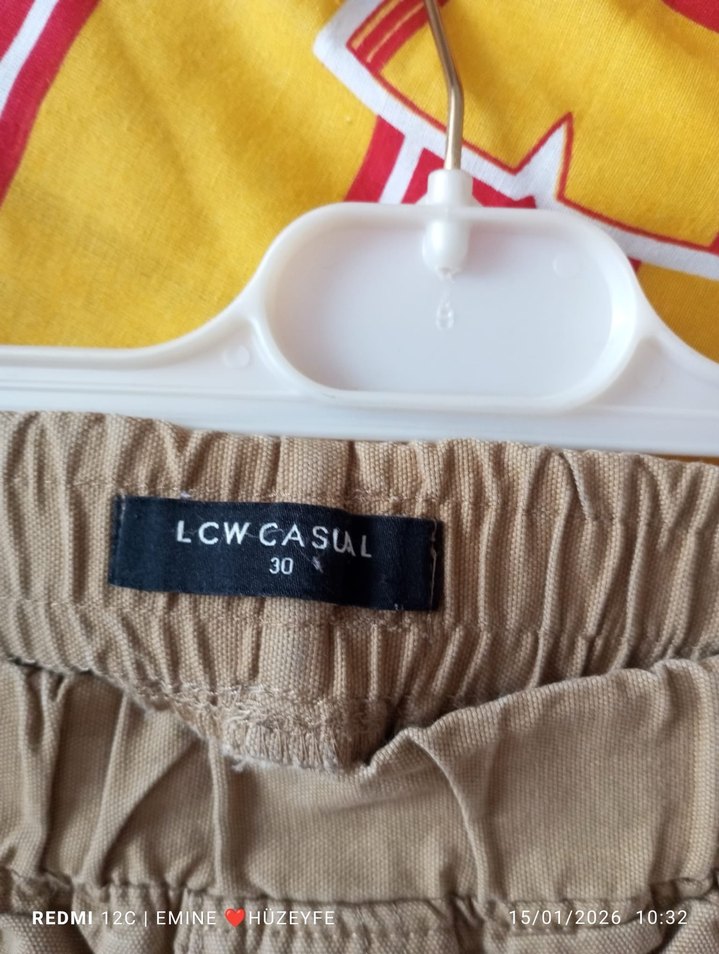 LCW CASUAL
30
REDMI 12C | EMINE ❤️HÜZEYFE
15/01/2026 10:32